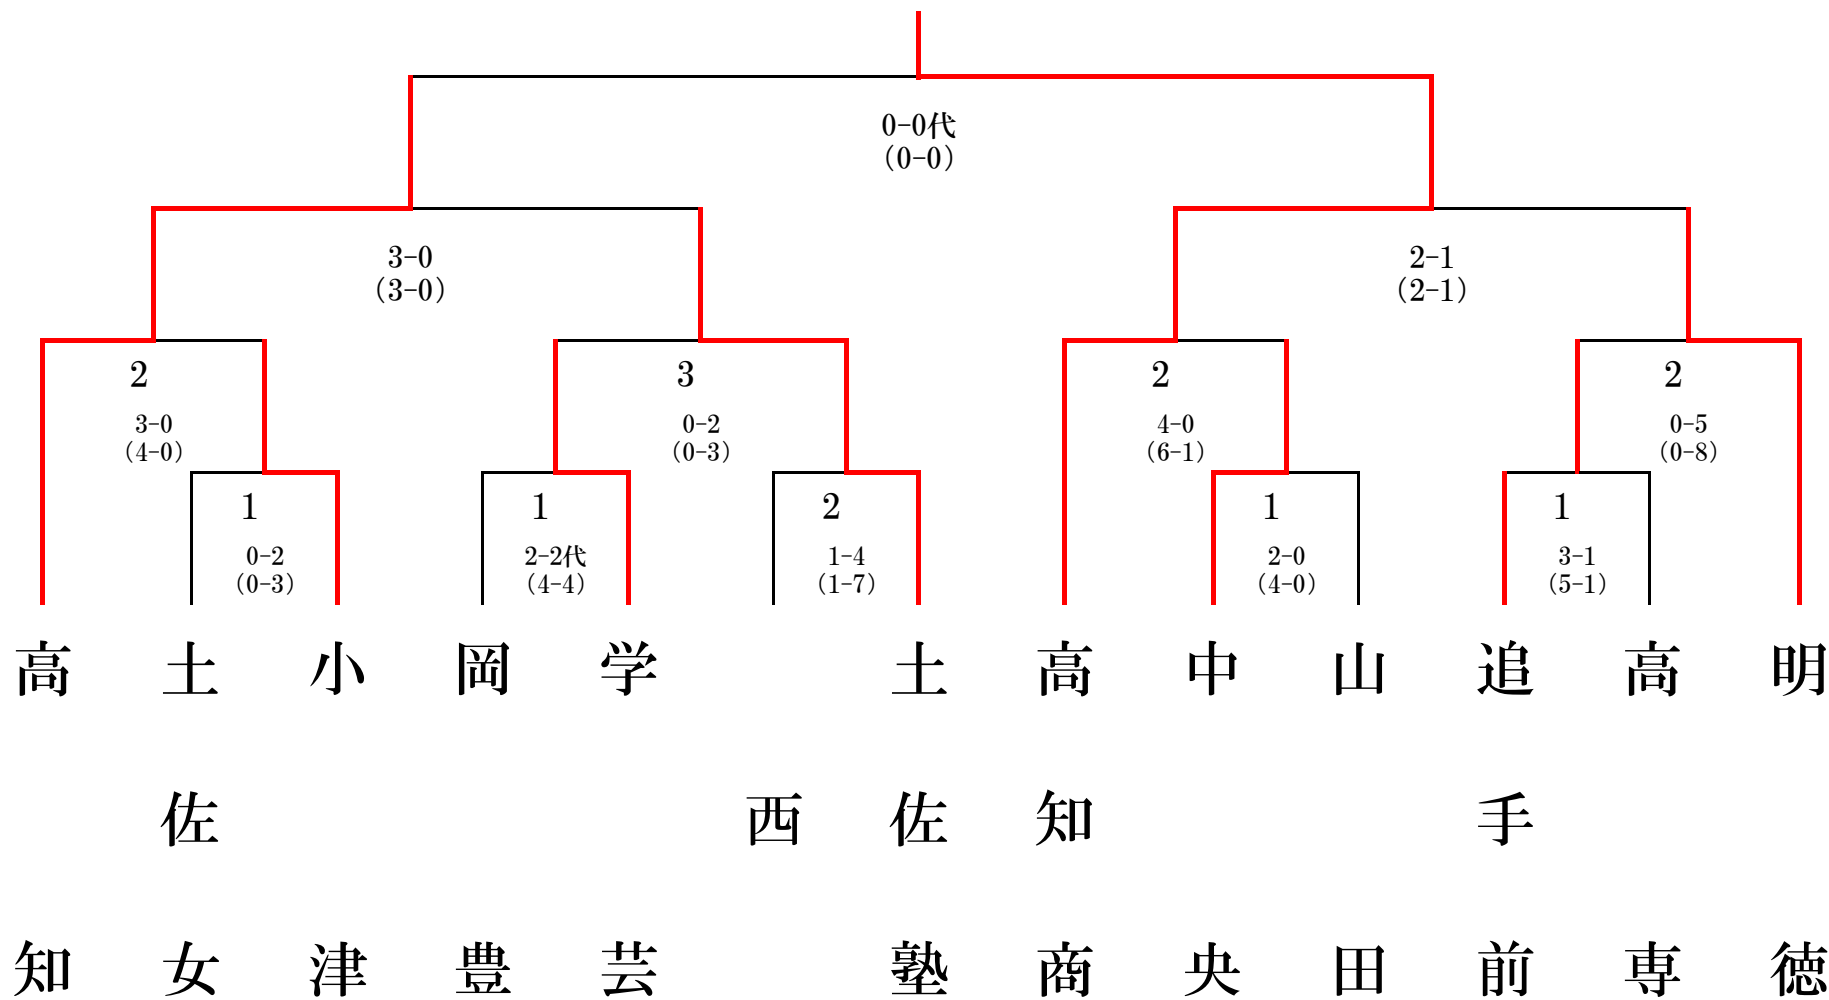 0-0代
(0-0)
3-0
(3-0)
2-1
(2-1)
2
3-0
(4-0)
3
0-2
(0-3)
2
4-0
(6-1)
2
0-5
(0-8)
1
0-2
(0-3)
1
2-2代
(4-4)
2
1-4
(1-7)
1
2-0
(4-0)
1
3-1
(5-1)
高知
土佐女
小津
岡豊
学芸
西
土佐塾
高知商
中央
山田
追手前
高専
明徳